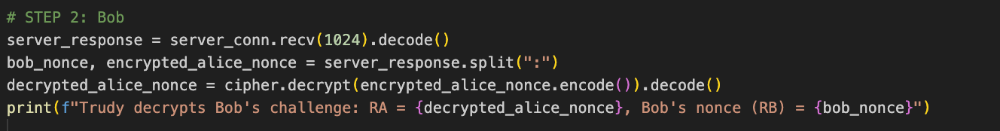 # STEP 2: Bob
server_response = server_conn.recv(1024).decode()
bob_nonce, encrypted_alice_nonce = server_response.split(":")
decrypted_alice_nonce = cipher.decrypt(encrypted_alice_nonce.encode()).decode()
print(f"Trudy decrypts Bob's challenge: RA = {decrypted_alice_nonce}, Bob's nonce (RB) = {bob_nonce}")